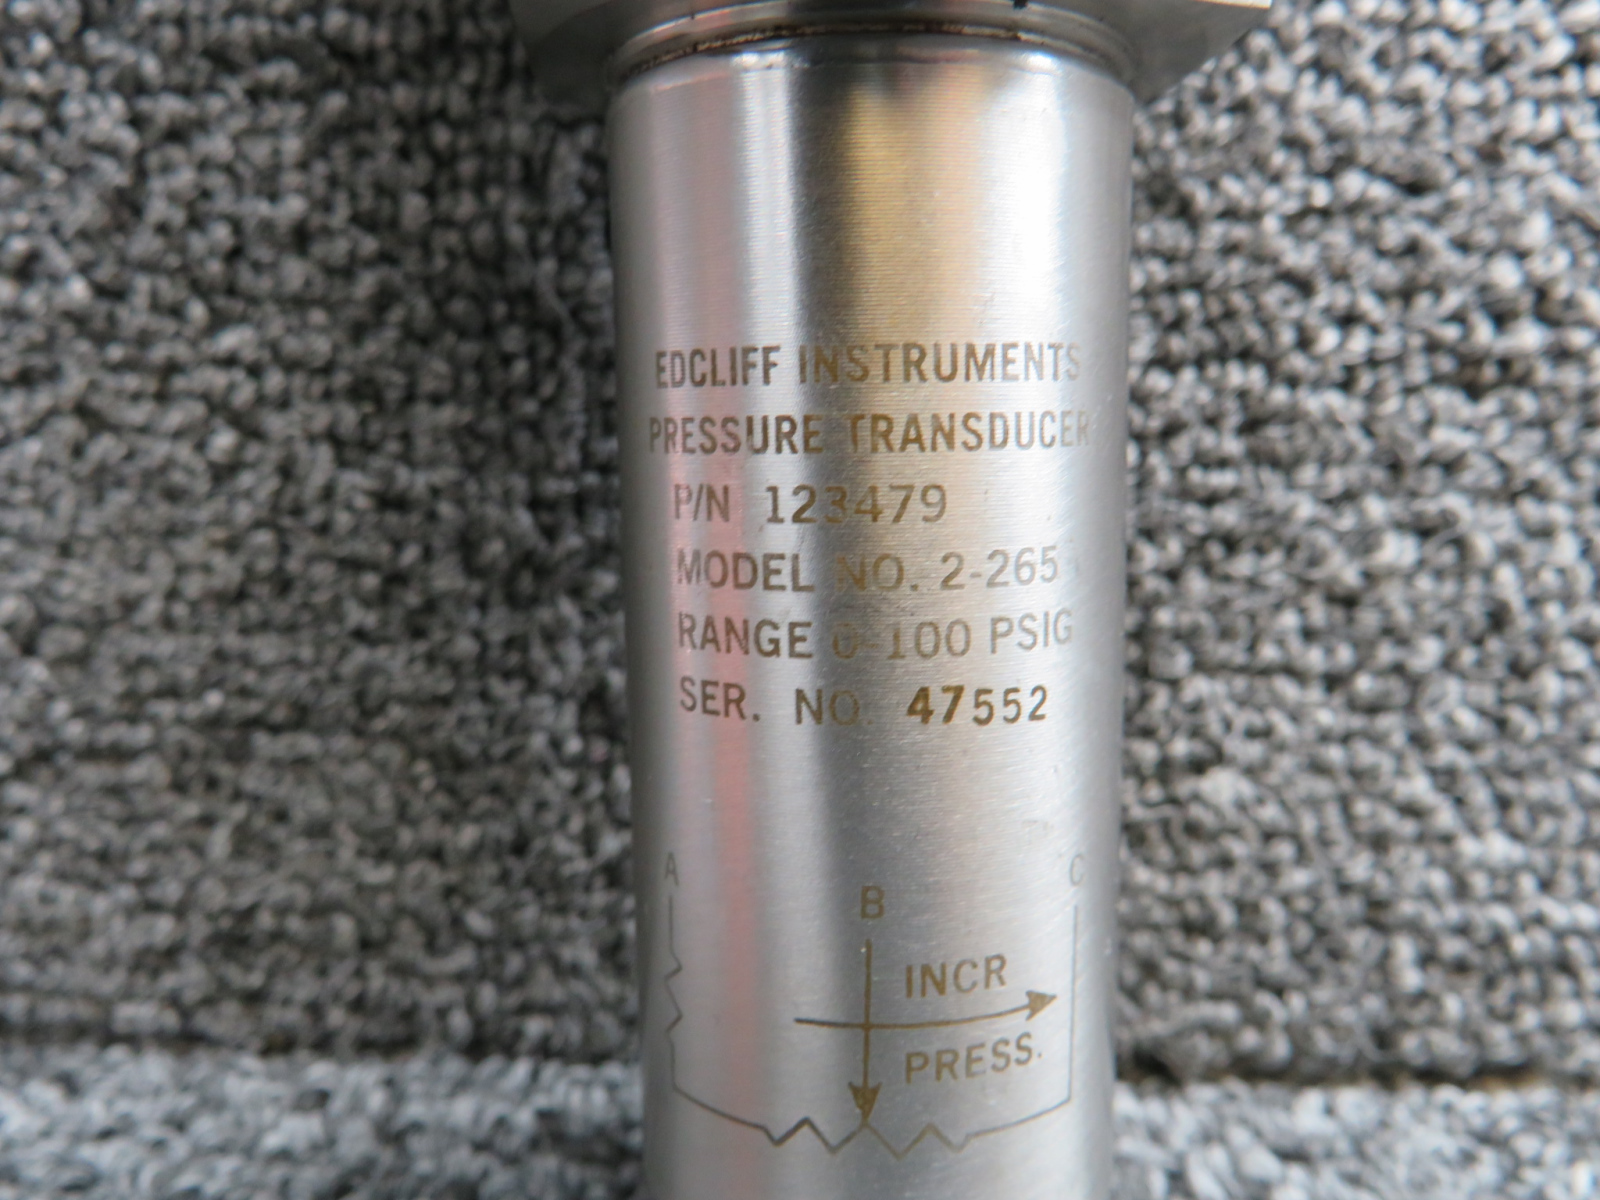 EDCLIFF INSTRUMENTS
PRESSURE TRANSDUCER
P/N 123479
MODEL NO. 2-265
RANGE 0-100 PSIG
SER. NO. 47552
A
B
C
INCR
PRESS.